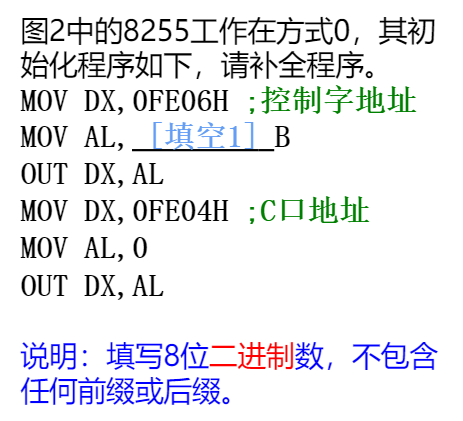 图2中的8255工作在方式0，其初
始化程序如下，请补全程序。
MOV DX,0FE06H ;控制字地址
MOV AL, [填空1] B
OUT DX,AL
MOV DX,0FE04H ;C口地址
MOV AL,0
OUT DX,AL
说明：填写8位二进制数，不包含
任何前缀或后缀。